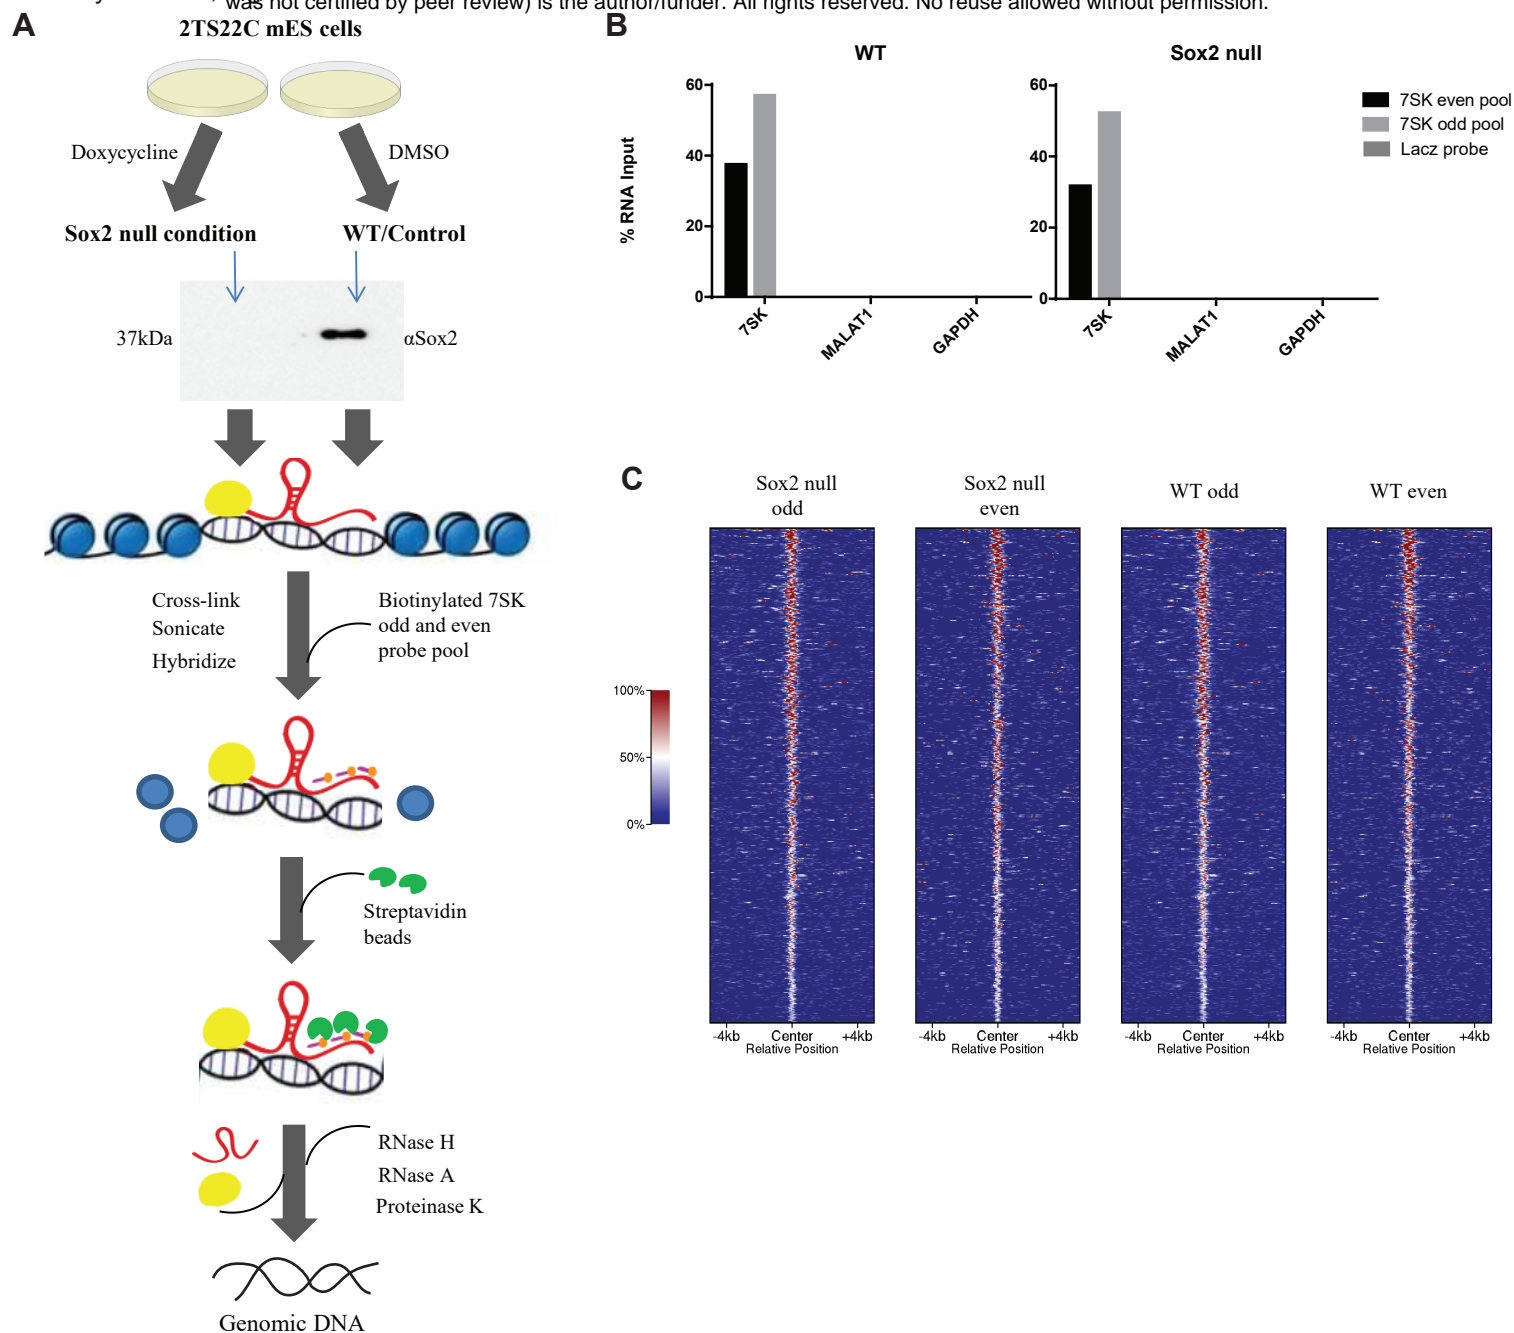 was not certified by peer review) is the author/funder. All rights reserved. No reuse allowed without permission.
A
2TS22C mES cells
Doxycycline
DMSO
Sox2 null condition
WT/Control
37kDa
αSox2
Cross-link
Sonicate
Hybridize
Biotinylated 7SK
odd and even
probe pool
Streptavidin
beads
RNase H
RNase A
Proteinase K
Genomic DNA
B
WT
Sox2 null
% RNA Input
60
40
20
0
7SK
MALAT1
GAPDH
60
40
20
0
7SK
MALAT1
GAPDH
7SK even pool
7SK odd pool
Lacz probe
C
Sox2 null
odd
Sox2 null
even
WT odd
WT even
100%
50%
0%
-4kb Center +4kb
Relative Position
-4kb Center +4kb
Relative Position
-4kb Center +4kb
Relative Position
-4kb Center +4kb
Relative Position